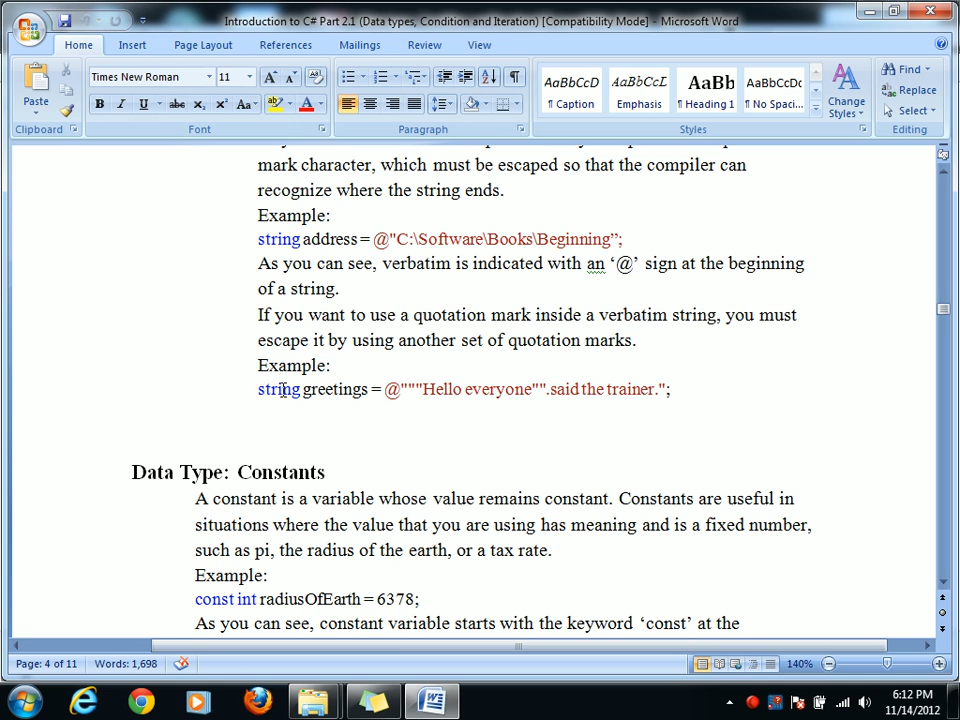 Introduction to C# Part 2.1 (Data types, Condition and Iteration) [Compatibility Mode] - Microsoft Word
Home Insert Page Layout References Mailings Review View
Paste
Times New Roman 11
B I U abc x₂ x² Aa ab A
AaBbCcD AaBbCcL AaBb AaBbCcD
¶ Caption Emphasis ¶ Heading 1 ¶ No Spaci...
Change Styles
Find
Replace
Select
Clipboard Font Paragraph Styles Editing
mark character, which must be escaped so that the compiler can
recognize where the string ends.
Example:
string address = @"C:\Software\Books\Beginning”;
As you can see, verbatim is indicated with an ‘@’ sign at the beginning
of a string.
If you want to use a quotation mark inside a verbatim string, you must
escape it by using another set of quotation marks.
Example:
string greetings = @"""Hello everyone"".said the trainer.";
Data Type: Constants
A constant is a variable whose value remains constant. Constants are useful in
situations where the value that you are using has meaning and is a fixed number,
such as pi, the radius of the earth, or a tax rate.
Example:
const int radiusOfEarth = 6378;
As you can see, constant variable starts with the keyword ‘const’ at the
Page: 4 of 11 Words: 1,698 140%
6:12 PM
11/14/2012